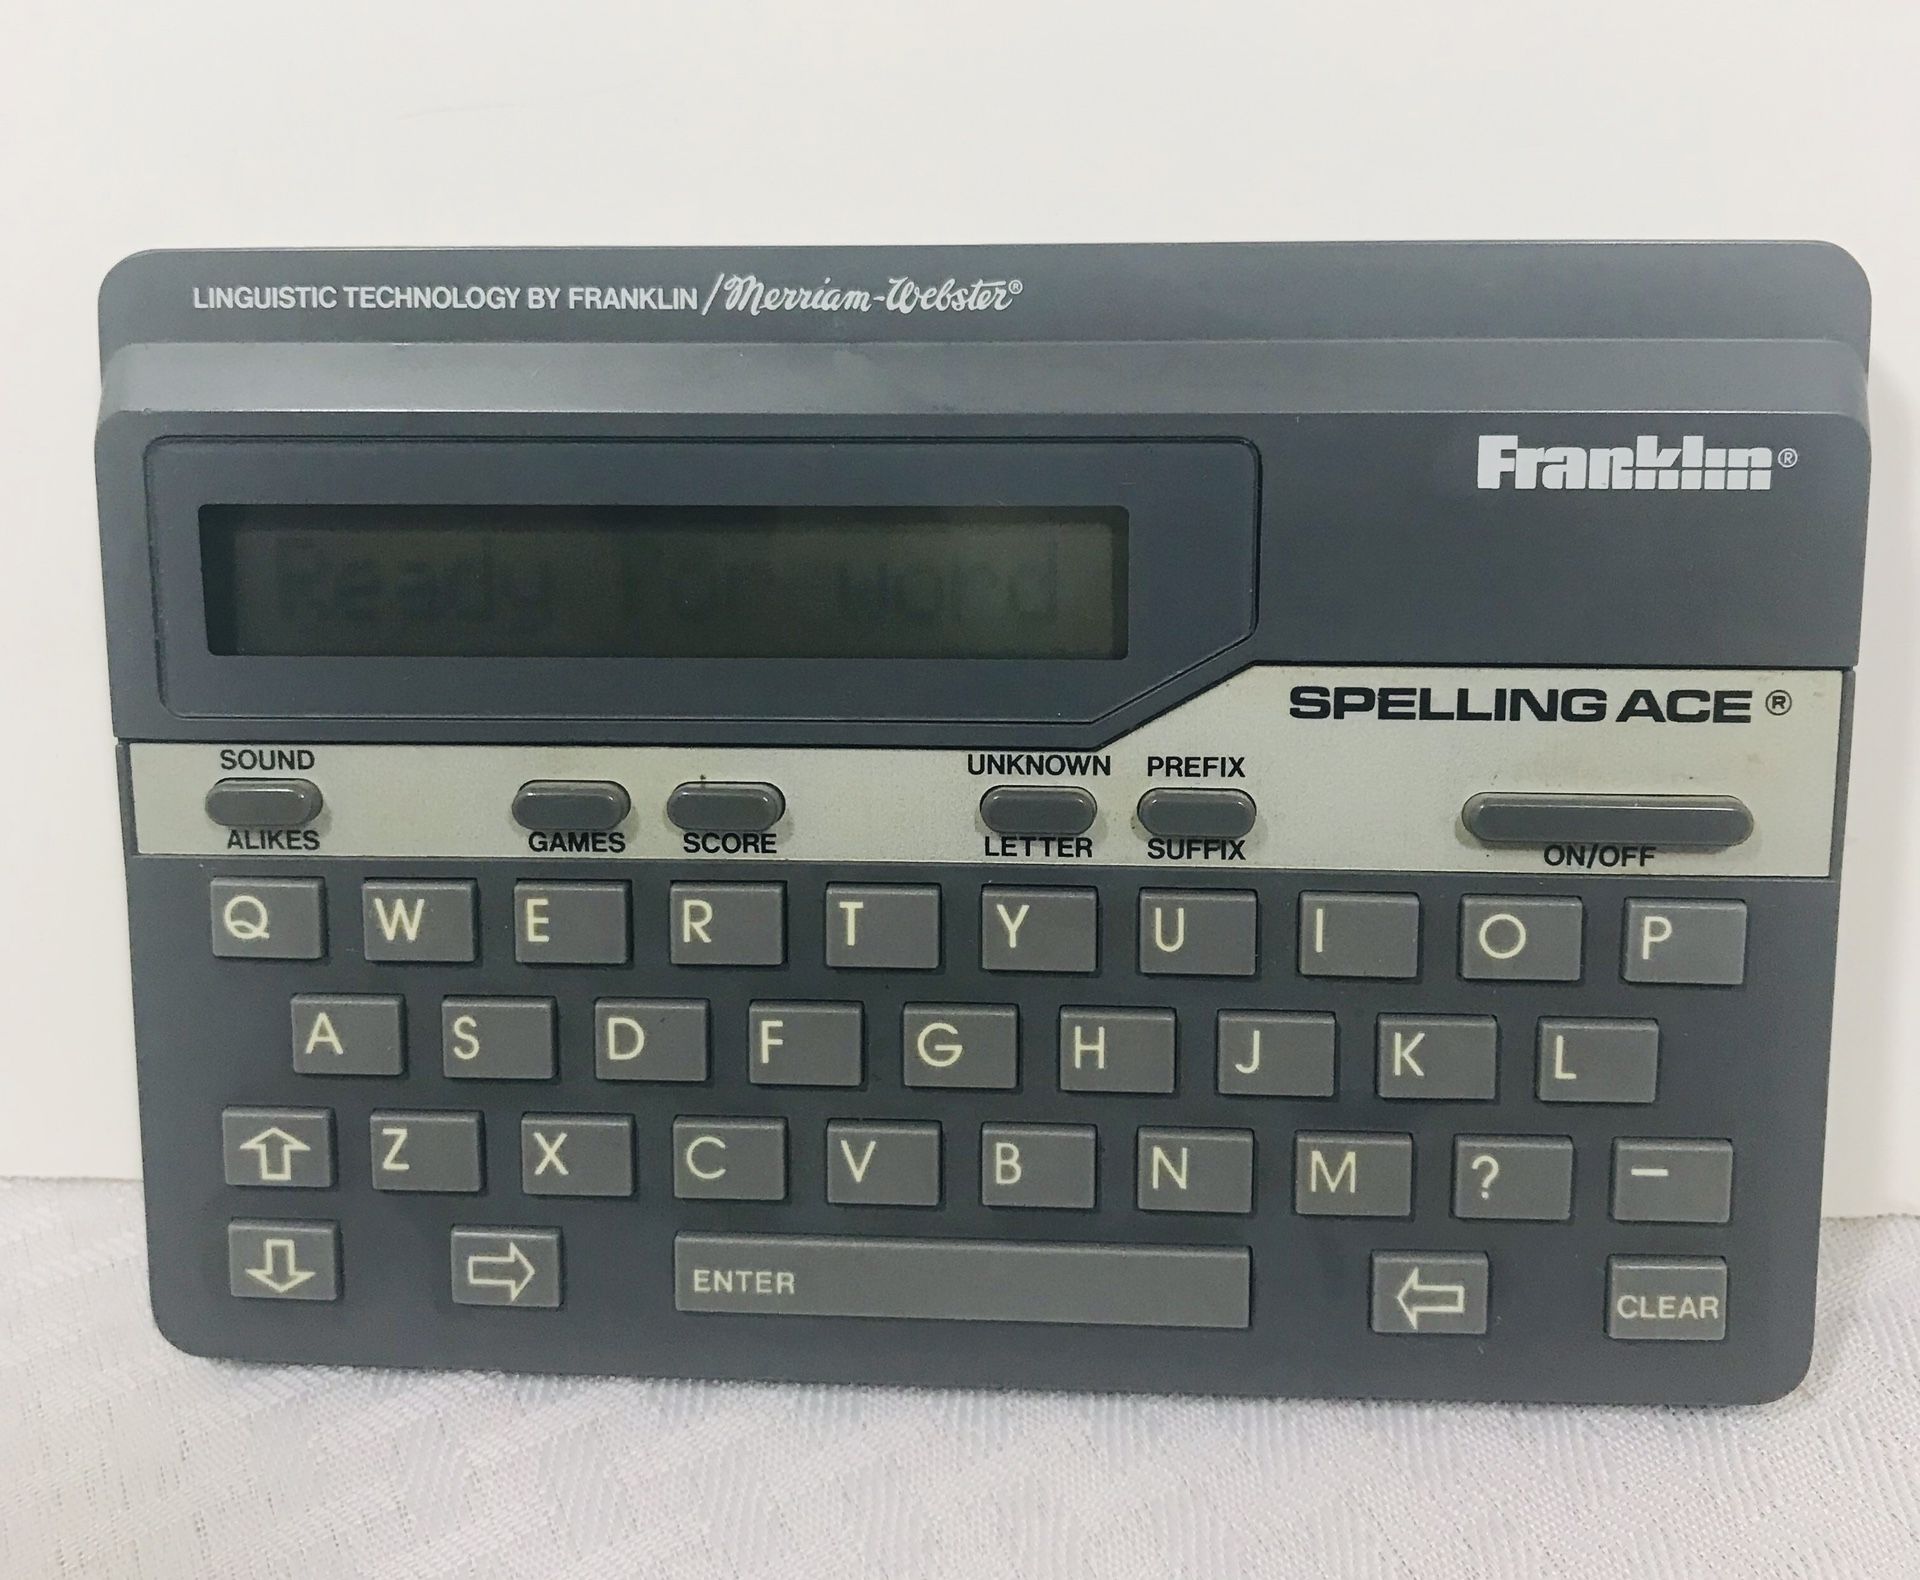 LINGUISTIC TECHNOLOGY BY FRANKLIN/Merriam-Webster®
Franklin®
Ready for word
SPELLING ACE®
SOUND UNKNOWN PREFIX
ALIKES GAMES SCORE LETTER SUFFIX ON/OFF
Q W E R T Y U I O P
A S D F G H J K L
Z X C V B N M ? -
ENTER CLEAR